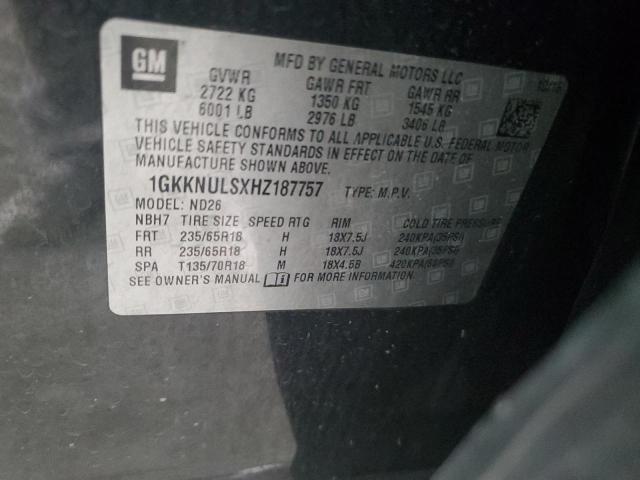 GM
MFD BY GENERAL MOTORS LLC
GVWR GAWR FRT GAWR RR
2722 KG 1350 KG 1545 KG
6001 LB 2976 LB 3406 LB
THIS VEHICLE CONFORMS TO ALL APPLICABLE U.S. FEDERAL MOTOR
VEHICLE SAFETY STANDARDS IN EFFECT ON THE DATE OF
MANUFACTURE SHOWN ABOVE.
1GKKNULSXHZ187757 TYPE: M.P.V.
MODEL: ND26
NBH7 TIRE SIZE SPEED RTG RIM COLD TIRE PRESSURE
FRT 235/65R18 H 18X7.5J 240KPA(35PSI)
RR 235/65R18 H 18X7.5J 240KPA(35PSI)
SPA T135/70R18 M 18X4.5B 420KPA(60PSI)
SEE OWNER'S MANUAL FOR MORE INFORMATION.